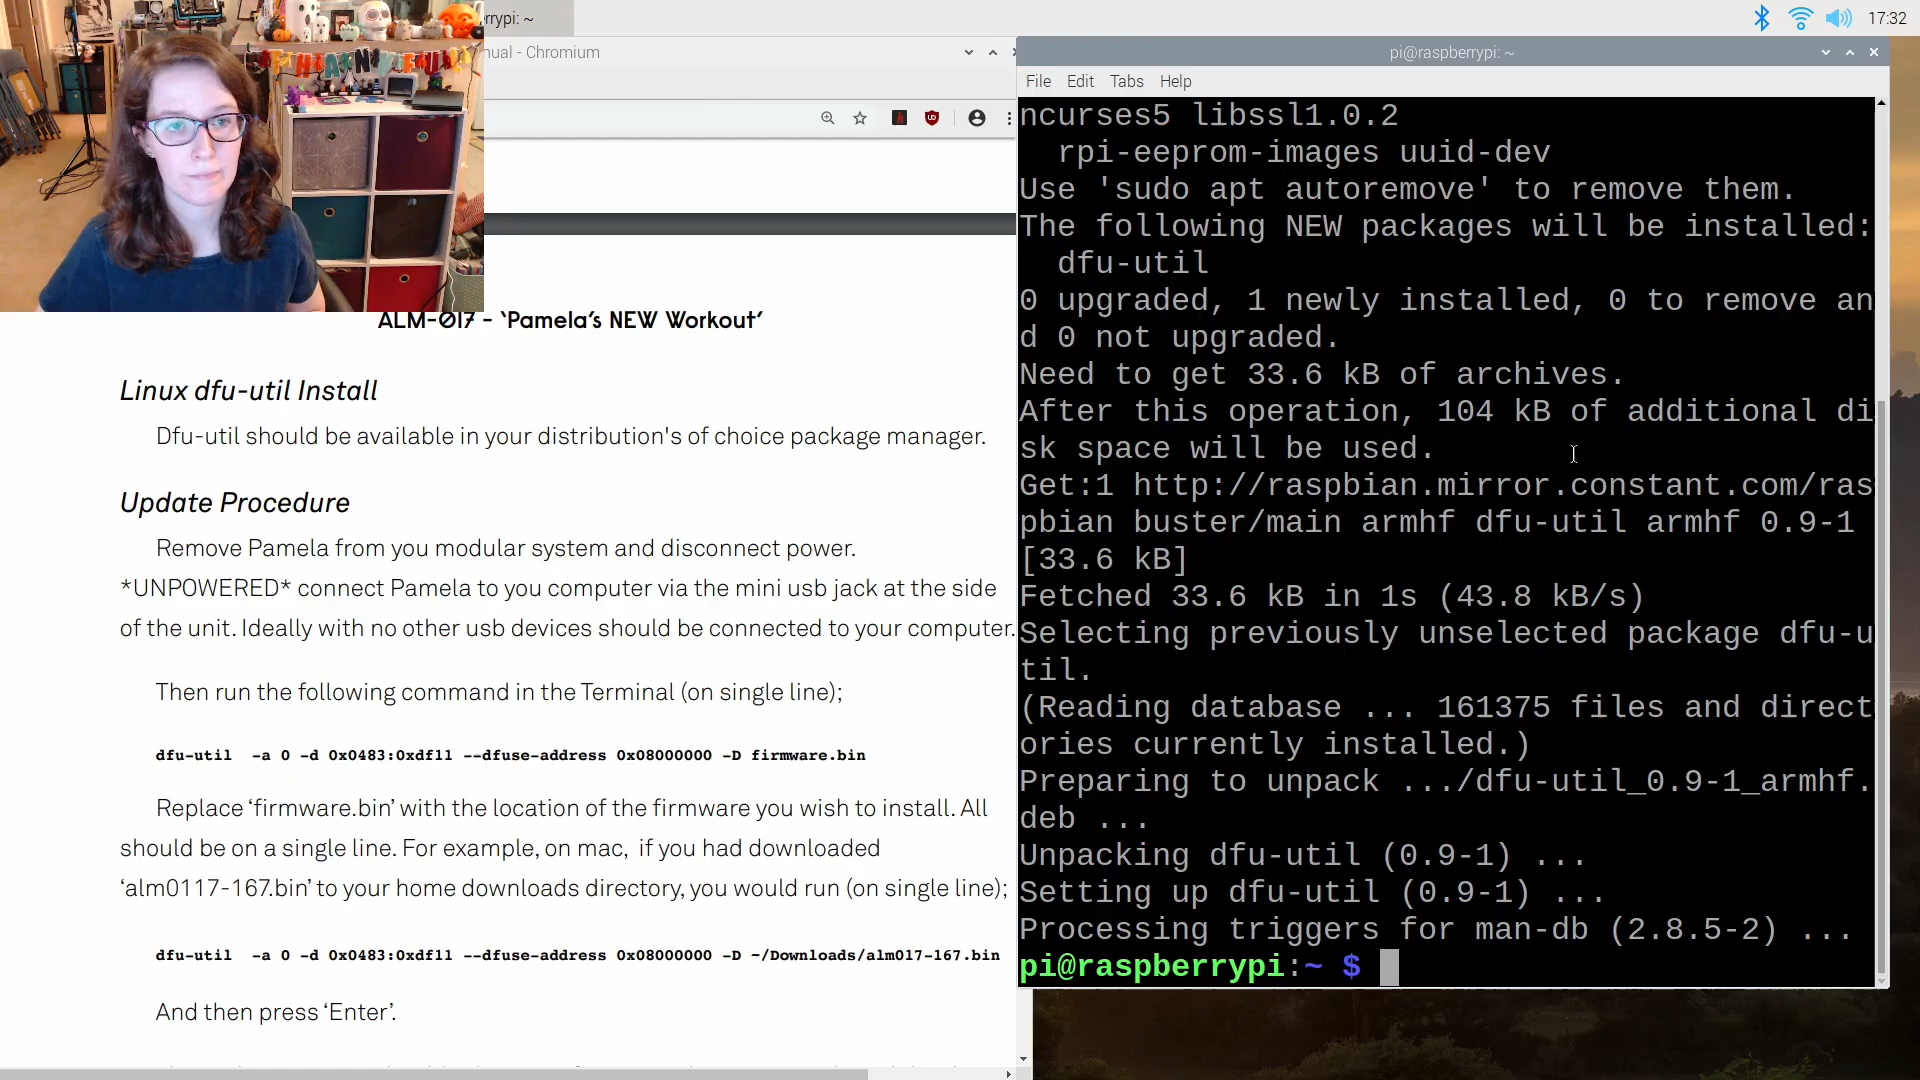 rrypi: ~
17:32
nual - Chromium
pi@raspberrypi: ~
File Edit Tabs Help
ALM-017 - ‘Pamela’s NEW Workout’
Linux dfu-util Install
Dfu-util should be available in your distribution's of choice package manager.
Update Procedure
Remove Pamela from you modular system and disconnect power.
*UNPOWERED* connect Pamela to you computer via the mini usb jack at the side
of the unit. Ideally with no other usb devices should be connected to your computer.
Then run the following command in the Terminal (on single line);
dfu-util -a 0 -d 0x0483:0xdf11 --dfuse-address 0x08000000 -D firmware.bin
Replace ‘firmware.bin’ with the location of the firmware you wish to install. All
should be on a single line. For example, on mac, if you had downloaded
‘alm0117-167.bin’ to your home downloads directory, you would run (on single line);
dfu-util -a 0 -d 0x0483:0xdf11 --dfuse-address 0x08000000 -D ~/Downloads/alm017-167.bin
And then press ‘Enter’.
ncurses5 libssl1.0.2
rpi-eeprom-images uuid-dev
Use 'sudo apt autoremove' to remove them.
The following NEW packages will be installed:
dfu-util
0 upgraded, 1 newly installed, 0 to remove an
d 0 not upgraded.
Need to get 33.6 kB of archives.
After this operation, 104 kB of additional di
sk space will be used.
Get:1 http://raspbian.mirror.constant.com/ras
pbian buster/main armhf dfu-util armhf 0.9-1
[33.6 kB]
Fetched 33.6 kB in 1s (43.8 kB/s)
Selecting previously unselected package dfu-u
til.
(Reading database ... 161375 files and direct
ories currently installed.)
Preparing to unpack .../dfu-util_0.9-1_armhf.
deb ...
Unpacking dfu-util (0.9-1) ...
Setting up dfu-util (0.9-1) ...
Processing triggers for man-db (2.8.5-2) ...
pi@raspberrypi:~ $